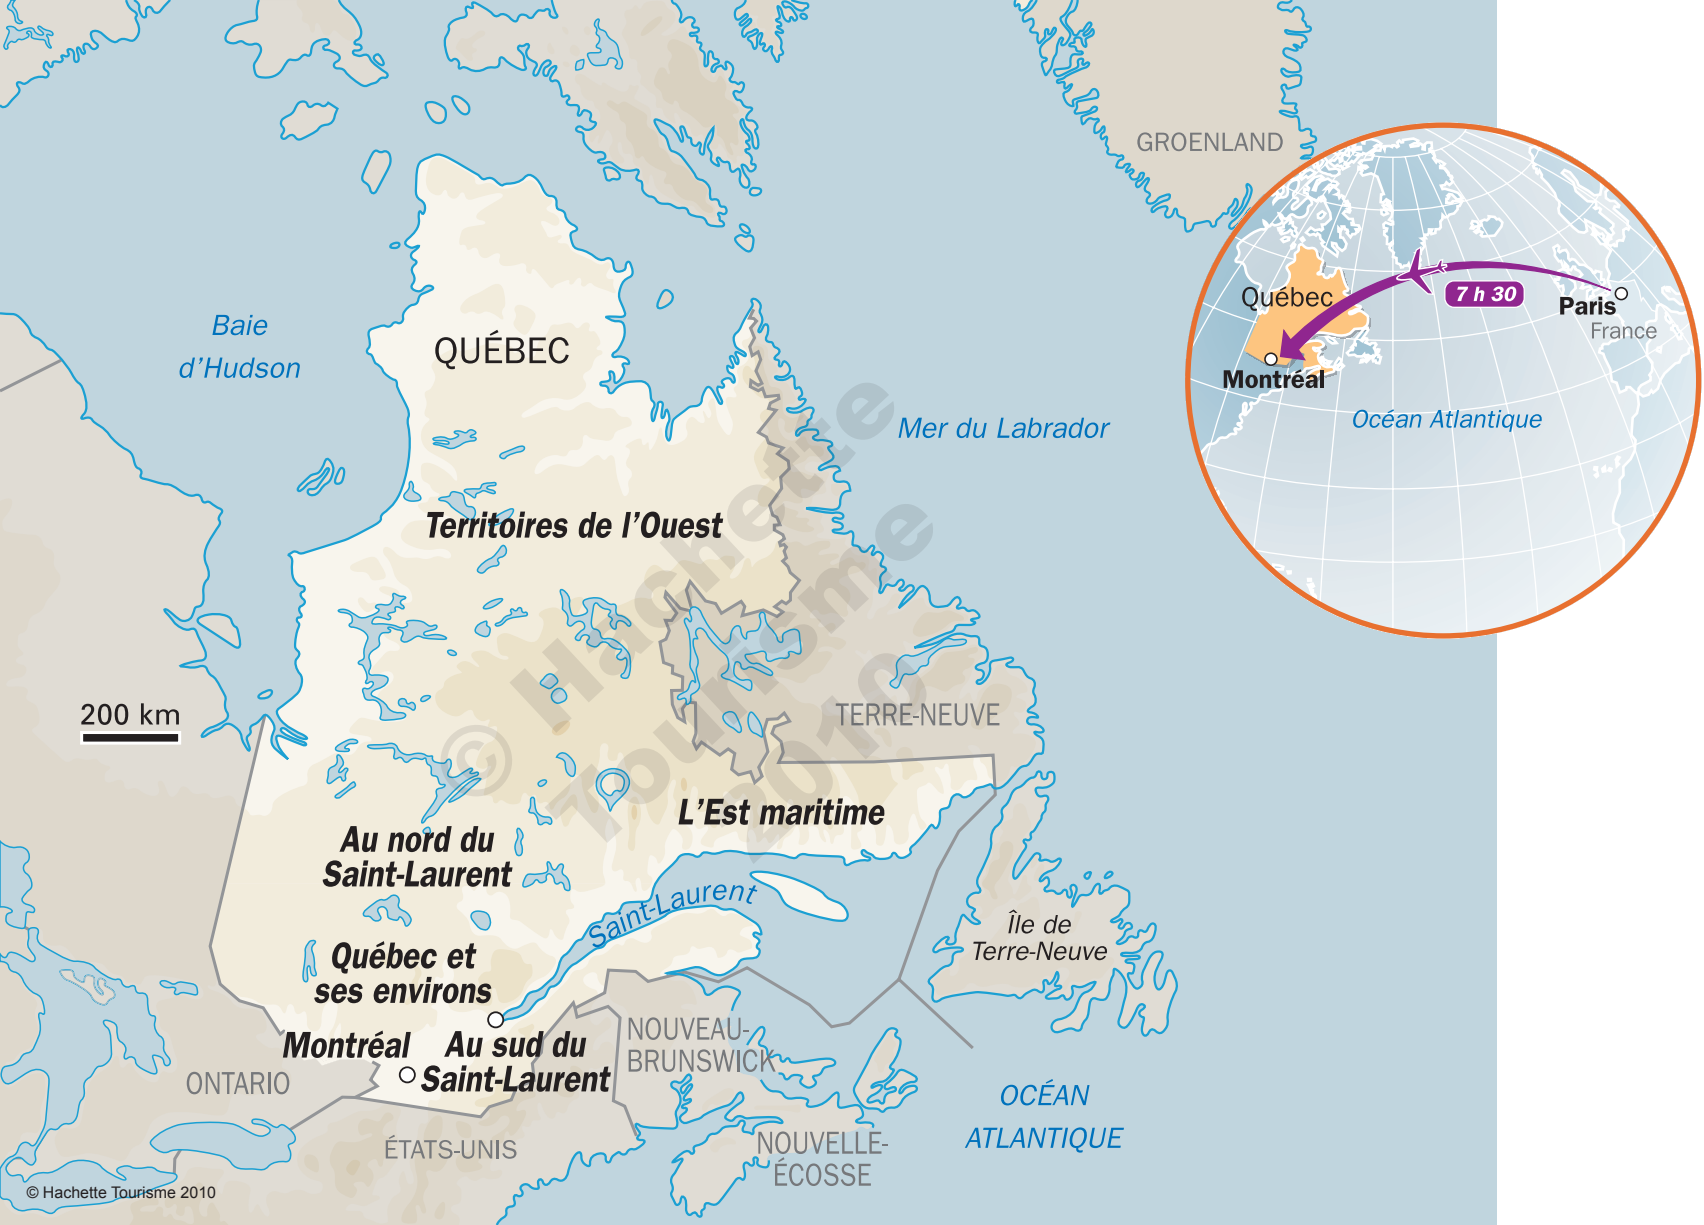 GROENLAND
Québec
7 h 30
Paris
France
Montréal
Océan Atlantique
Baie
d'Hudson
QUÉBEC
Mer du Labrador
Territoires de l'Ouest
200 km
TERRE-NEUVE
L'Est maritime
Au nord du
Saint-Laurent
Saint-Laurent
Île de
Terre-Neuve
Québec et
ses environs
Montréal
Au sud du
Saint-Laurent
NOUVEAU-
BRUNSWICK
ONTARIO
OCÉAN
ATLANTIQUE
ÉTATS-UNIS
NOUVELLE-
ÉCOSSE
© Hachette
Tourisme
2010
© Hachette Tourisme 2010